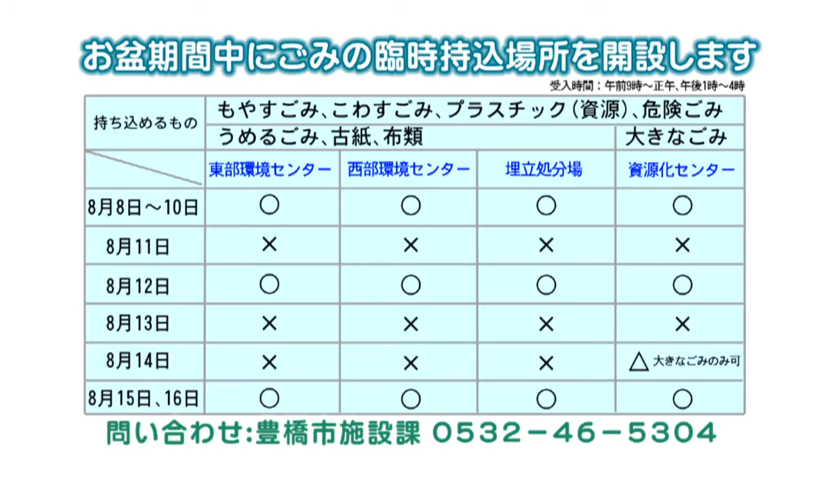 お盆期間中にごみの臨時持込場所を開設します
受入時間：午前9時～正午、午後1時～4時
持ち込めるもの
もやすごみ、こわすごみ、プラスチック（資源）、危険ごみ
うめるごみ、古紙、布類 大きなごみ
東部環境センター 西部環境センター 埋立処分場 資源化センター
8月8日～10日 ○ ○ ○ ○
8月11日 × × × ×
8月12日 ○ ○ ○ ○
8月13日 × × × ×
8月14日 × × × △ 大きなごみのみ可
8月15日、16日 ○ ○ ○ ○
問い合わせ:豊橋市施設課 0532－46－5304